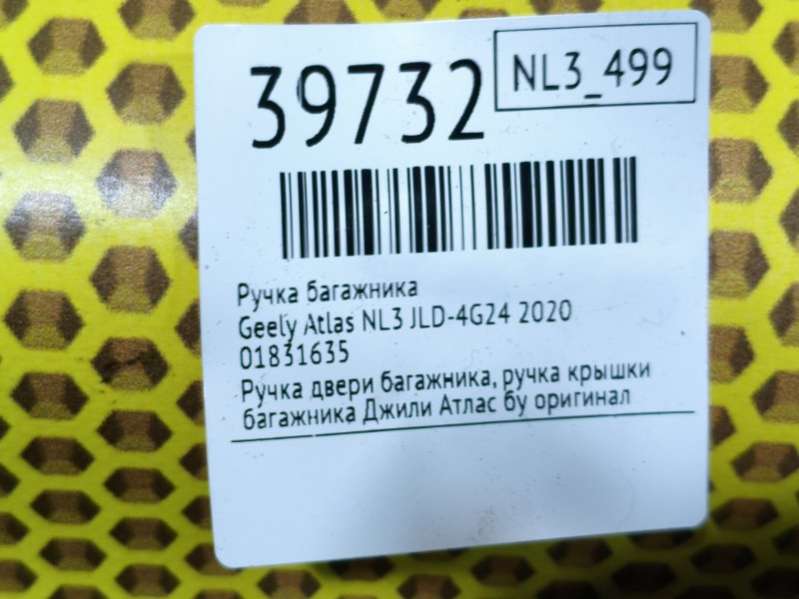 39732
NL3_499
Ручка багажника
Geely Atlas NL3 JLD-4G24 2020
01831635
Ручка двери багажника, ручка крышки
багажника Джили Атлас бу оригинал